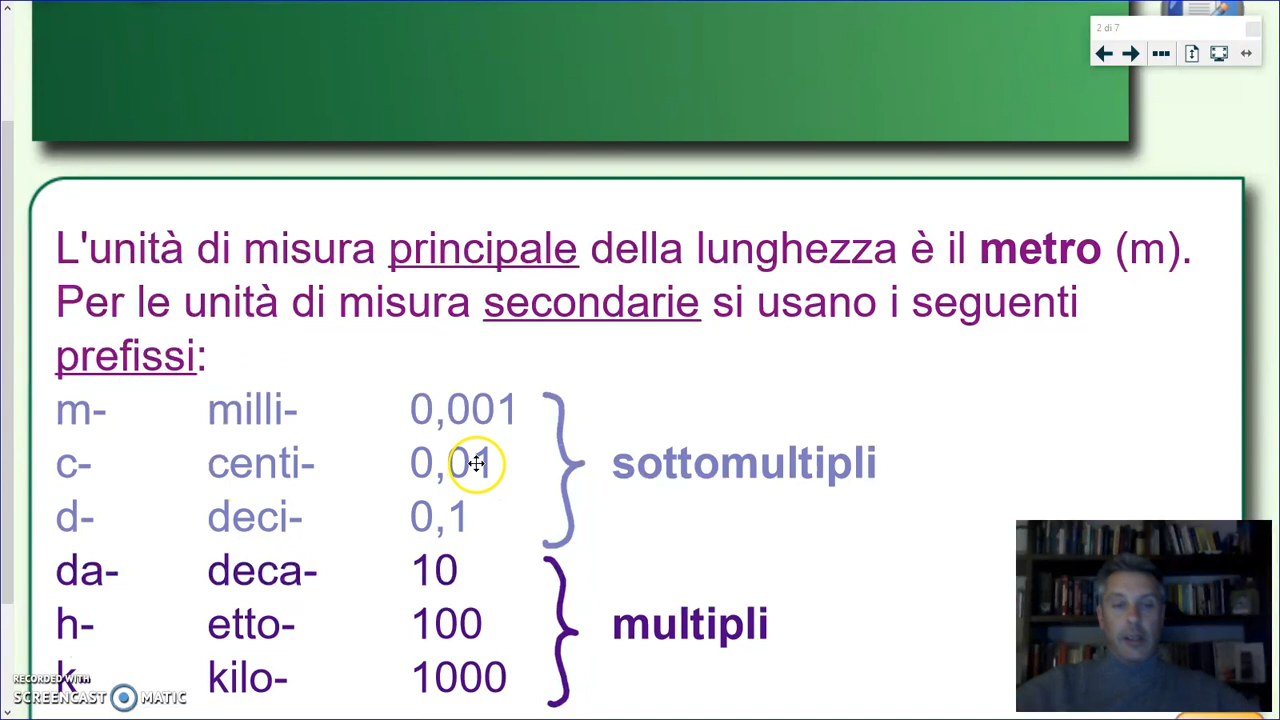 2 di 7
L'unità di misura principale della lunghezza è il metro (m).
Per le unità di misura secondarie si usano i seguenti
prefissi:
m- milli- 0,001
c- centi- 0,01 sottomultipli
d- deci- 0,1
da- deca- 10
h- etto- 100 multipli
k- kilo- 1000
RECORDED WITH
SCREENCAST MATIC